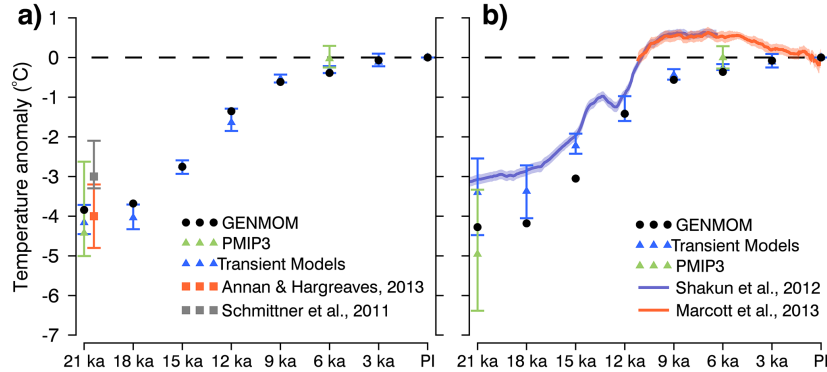 a)
b)
Temperature anomaly (°C)
1
0
-1
-2
-3
-4
-5
-6
-7
GENMOM
PMIP3
Transient Models
Annan & Hargreaves, 2013
Schmittner et al., 2011
21 ka 18 ka 15 ka 12 ka 9 ka 6 ka 3 ka PI
GENMOM
Transient Models
PMIP3
Shakun et al., 2012
Marcott et al., 2013
21 ka 18 ka 15 ka 12 ka 9 ka 6 ka 3 ka PI